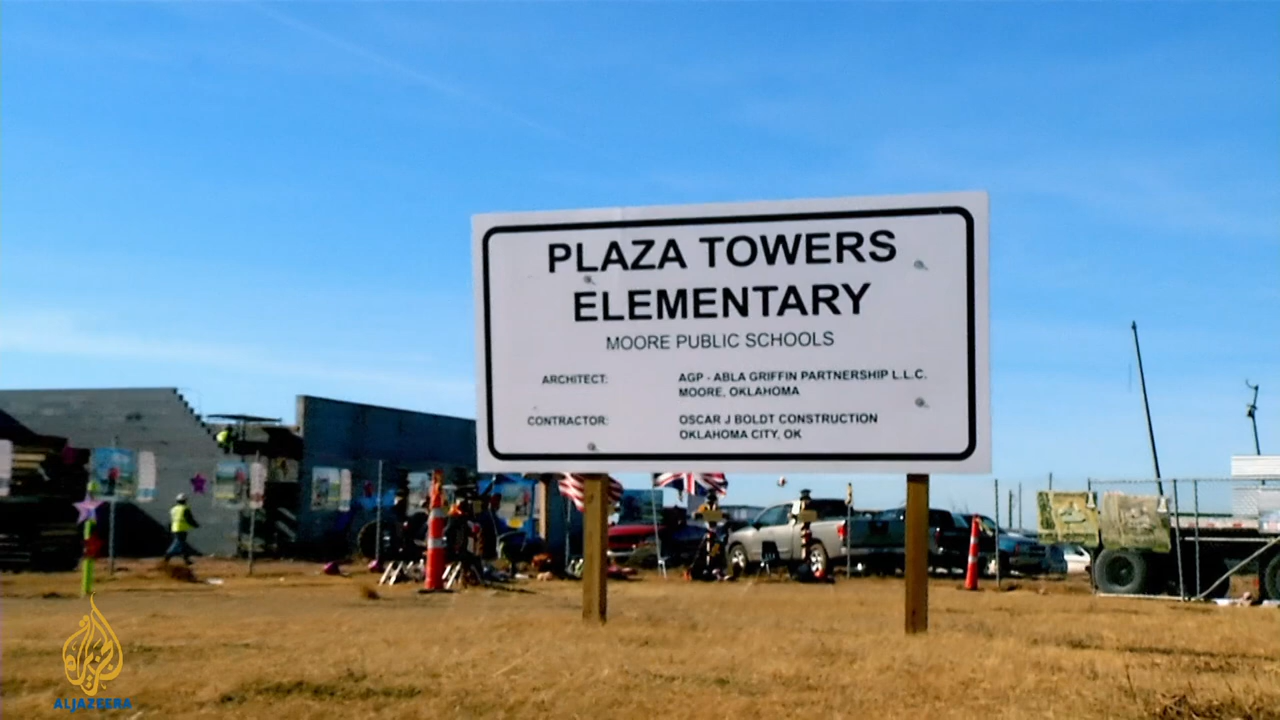 PLAZA TOWERS
ELEMENTARY
MOORE PUBLIC SCHOOLS
ARCHITECT: AGP - ABLA GRIFFIN PARTNERSHIP L.L.C.
MOORE, OKLAHOMA
CONTRACTOR: OSCAR J BOLDT CONSTRUCTION
OKLAHOMA CITY, OK
ALJAZEERA